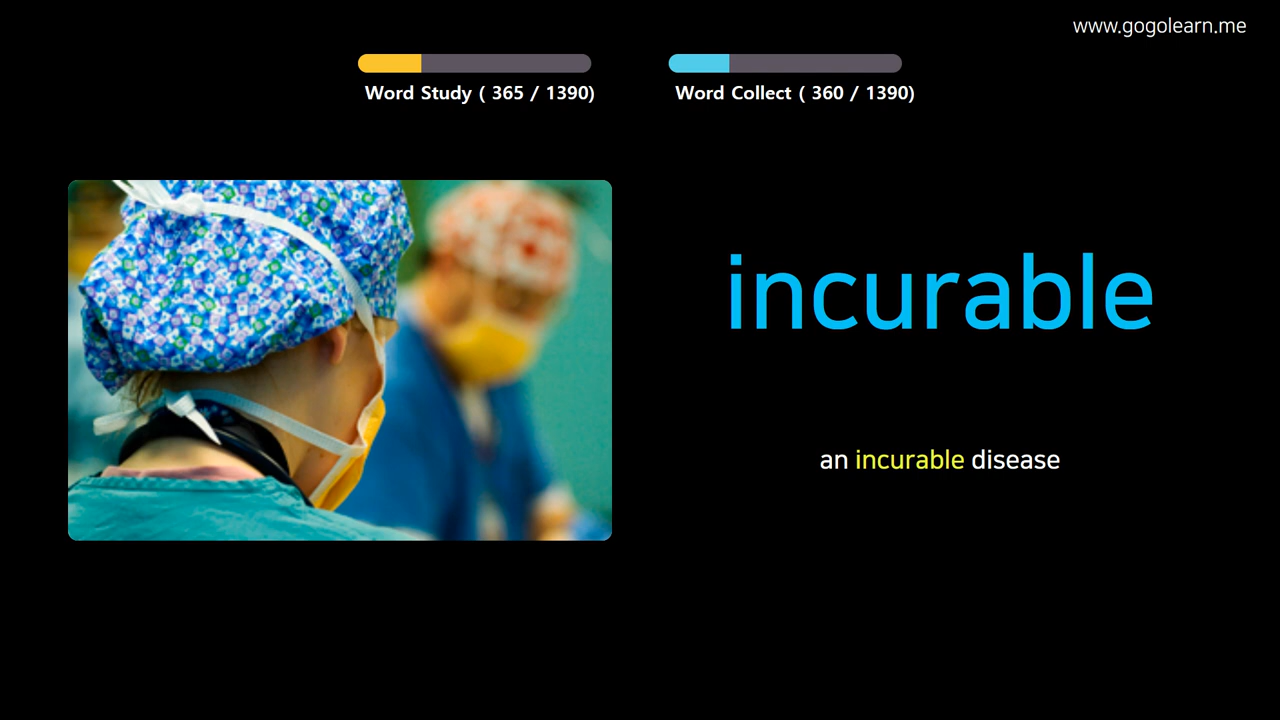 www.gogolearn.me
Word Study ( 365 / 1390)
Word Collect ( 360 / 1390)
incurable
an incurable disease